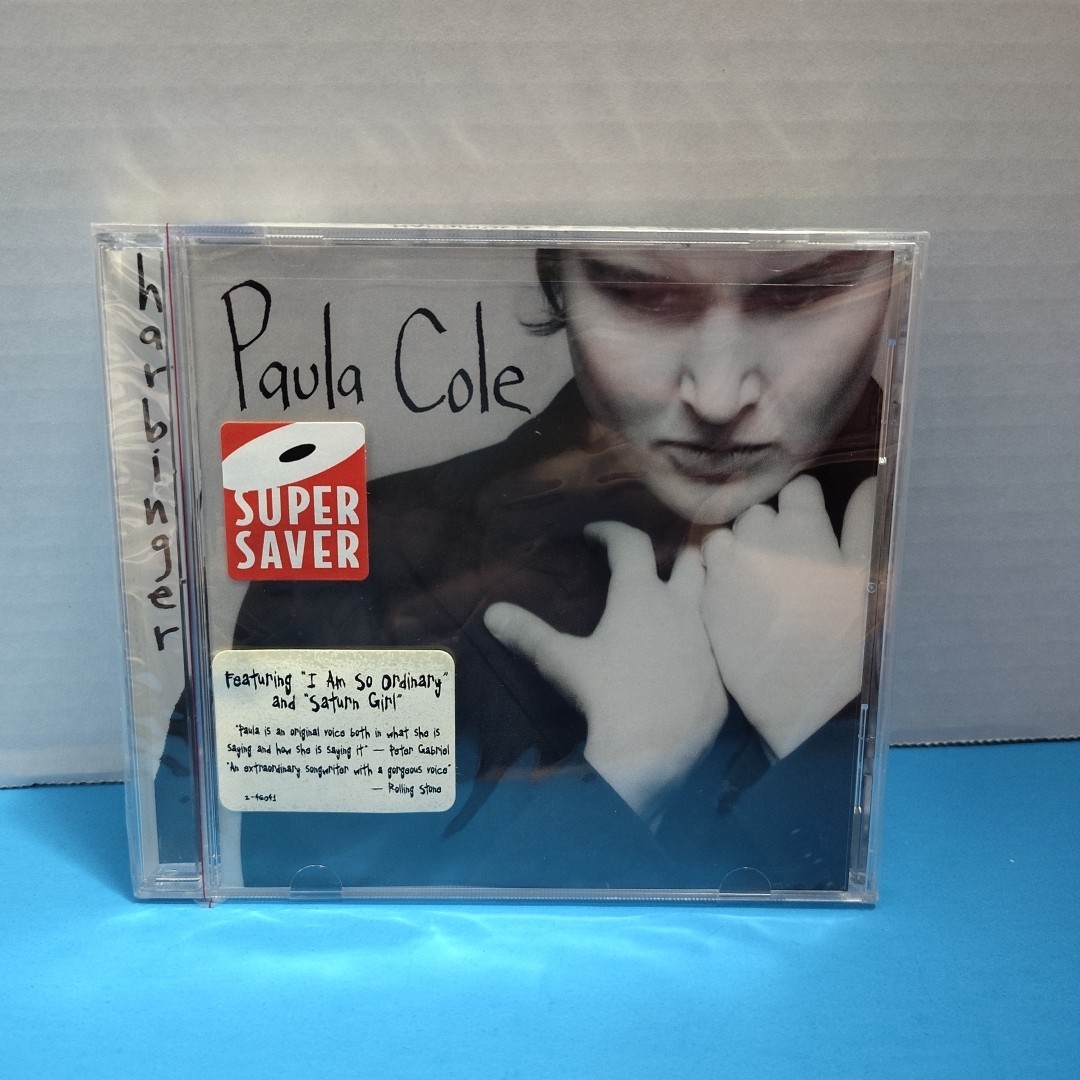 Harbinger
Paula Cole
SUPER
SAVER
Featuring "I Am So Ordinary"
and "Saturn Girl"
"Paula is an original voice both in what she is
saying and how she is saying it" — Peter Gabriel
"An extraordinary songwriter with a gorgeous voice"
— Rolling Stone
2-46041